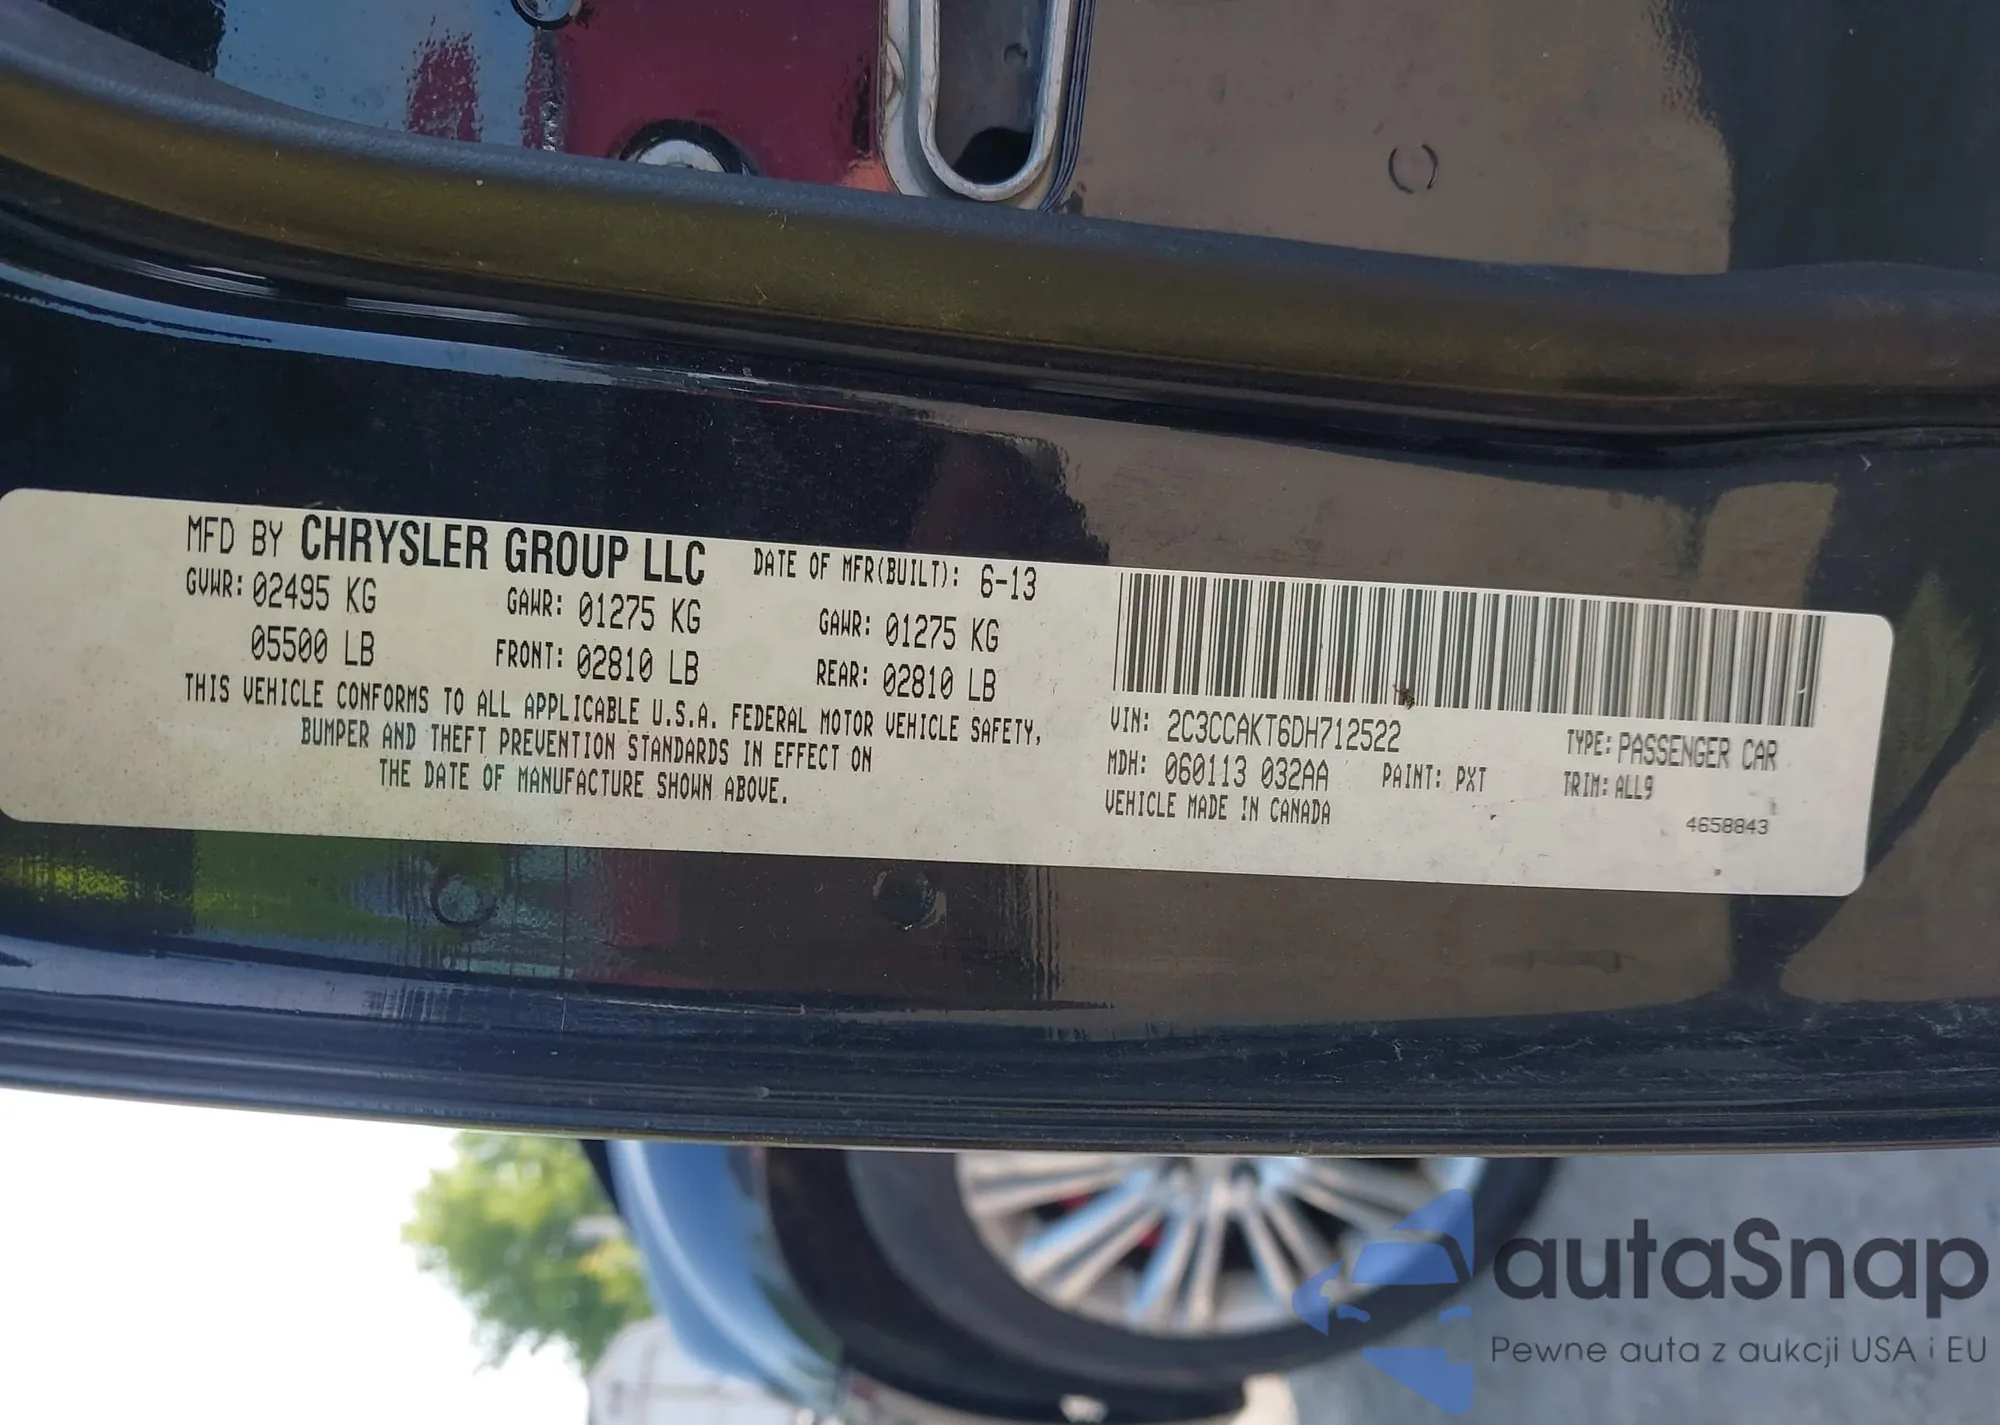 MFD BY CHRYSLER GROUP LLC DATE OF MFR(BUILT): 6-13
GVWR: 02495 KG GAWR: 01275 KG GAWR: 01275 KG
05500 LB FRONT: 02810 LB REAR: 02810 LB
THIS VEHICLE CONFORMS TO ALL APPLICABLE U.S.A. FEDERAL MOTOR VEHICLE SAFETY,
BUMPER AND THEFT PREVENTION STANDARDS IN EFFECT ON
THE DATE OF MANUFACTURE SHOWN ABOVE.
VIN: 2C3CCAKT6DH712522 TYPE: PASSENGER CAR
MDH: 060113 032AA PAINT: PXT TRIM: ALL9
VEHICLE MADE IN CANADA
4658843
autaSnap
Pewne auta z aukcji USA i EU